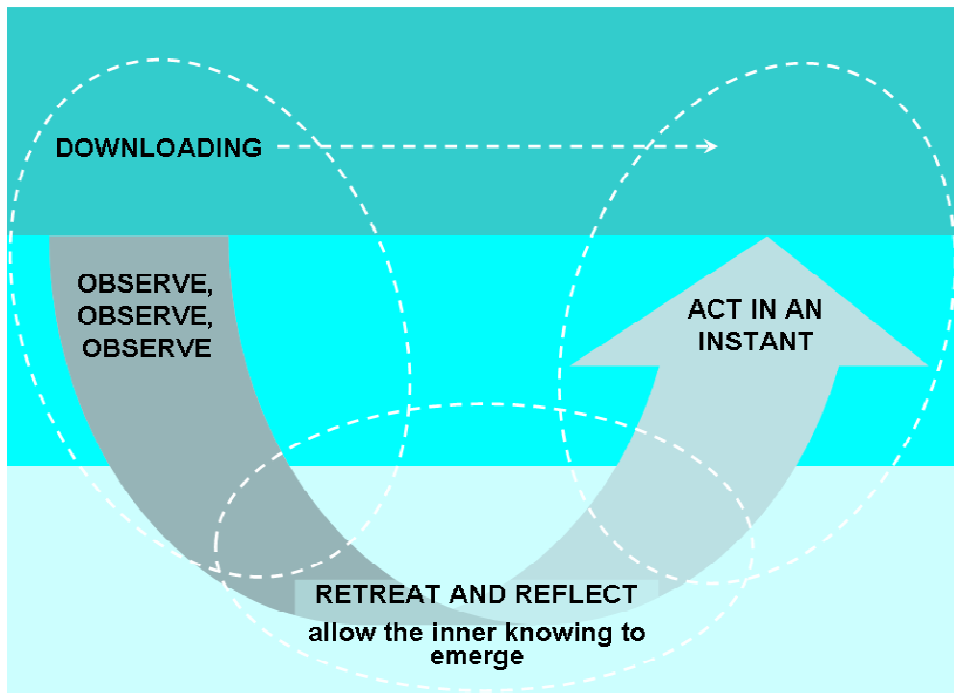 DOWNLOADING
OBSERVE,
OBSERVE,
OBSERVE
ACT IN AN
INSTANT
RETREAT AND REFLECT
allow the inner knowing to
emerge